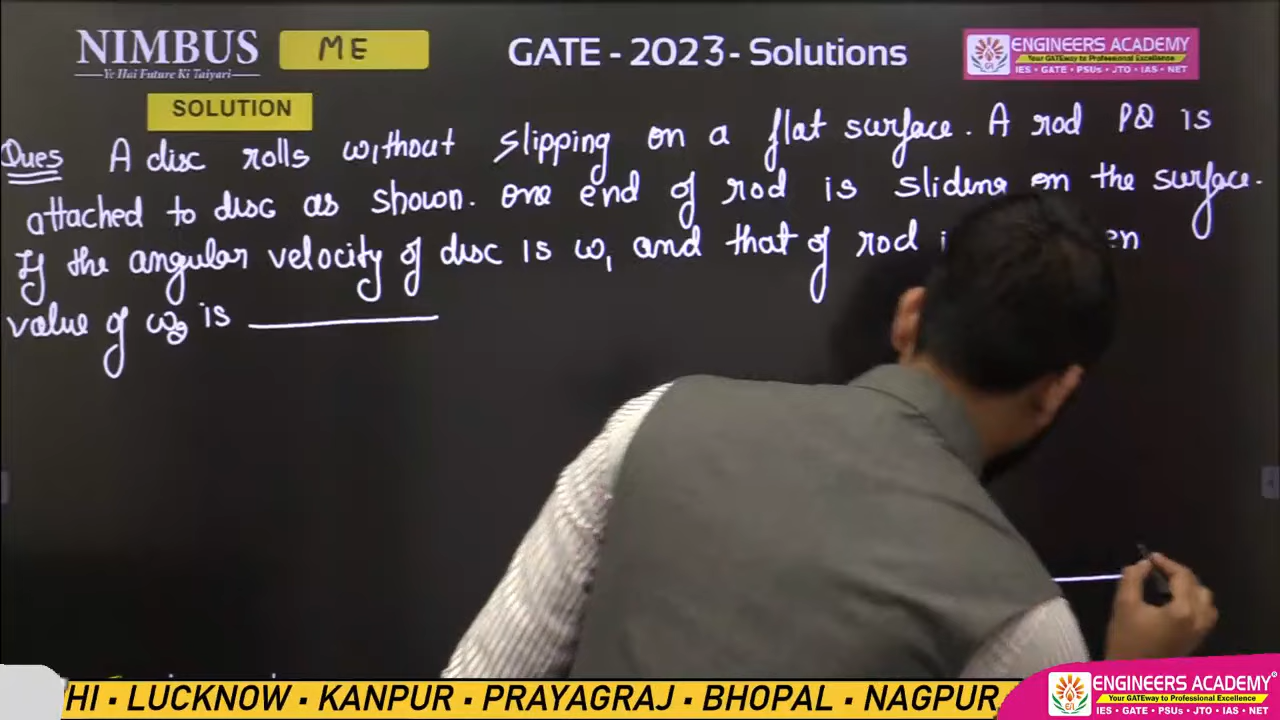 NIMBUS
Ye Hai Future Ki Taiyari
ME
GATE - 2023 - Solutions
ENGINEERS ACADEMY
Your GATEway to Professional Excellence
IES • GATE • PSUs • JTO • IAS • NET
SOLUTION
Ques A disc rolls without slipping on a flat surface. A rod PQ is
attached to disc as shown. one end of rod is sliding on the surface.
If the angular velocity of disc is ω₁ and that of rod
value of ω₂ is
HI • LUCKNOW • KANPUR • PRAYAGRAJ • BHOPAL • NAGPUR
ENGINEERS ACADEMY
Your GATEway to Professional Excellence
IES • GATE • PSUs • JTO • IAS • NET